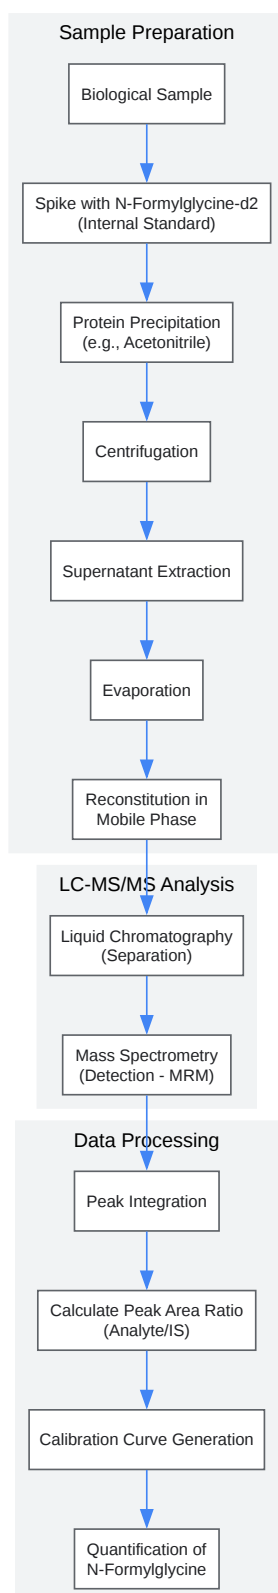 Sample Preparation
Biological Sample
Spike with N-Formylglycine-d2
(Internal Standard)
Protein Precipitation
(e.g., Acetonitrile)
Centrifugation
Supernatant Extraction
Evaporation
Reconstitution in
Mobile Phase
LC-MS/MS Analysis
Liquid Chromatography
(Separation)
Mass Spectrometry
(Detection - MRM)
Data Processing
Peak Integration
Calculate Peak Area Ratio
(Analyte/IS)
Calibration Curve Generation
Quantification of
N-Formylglycine